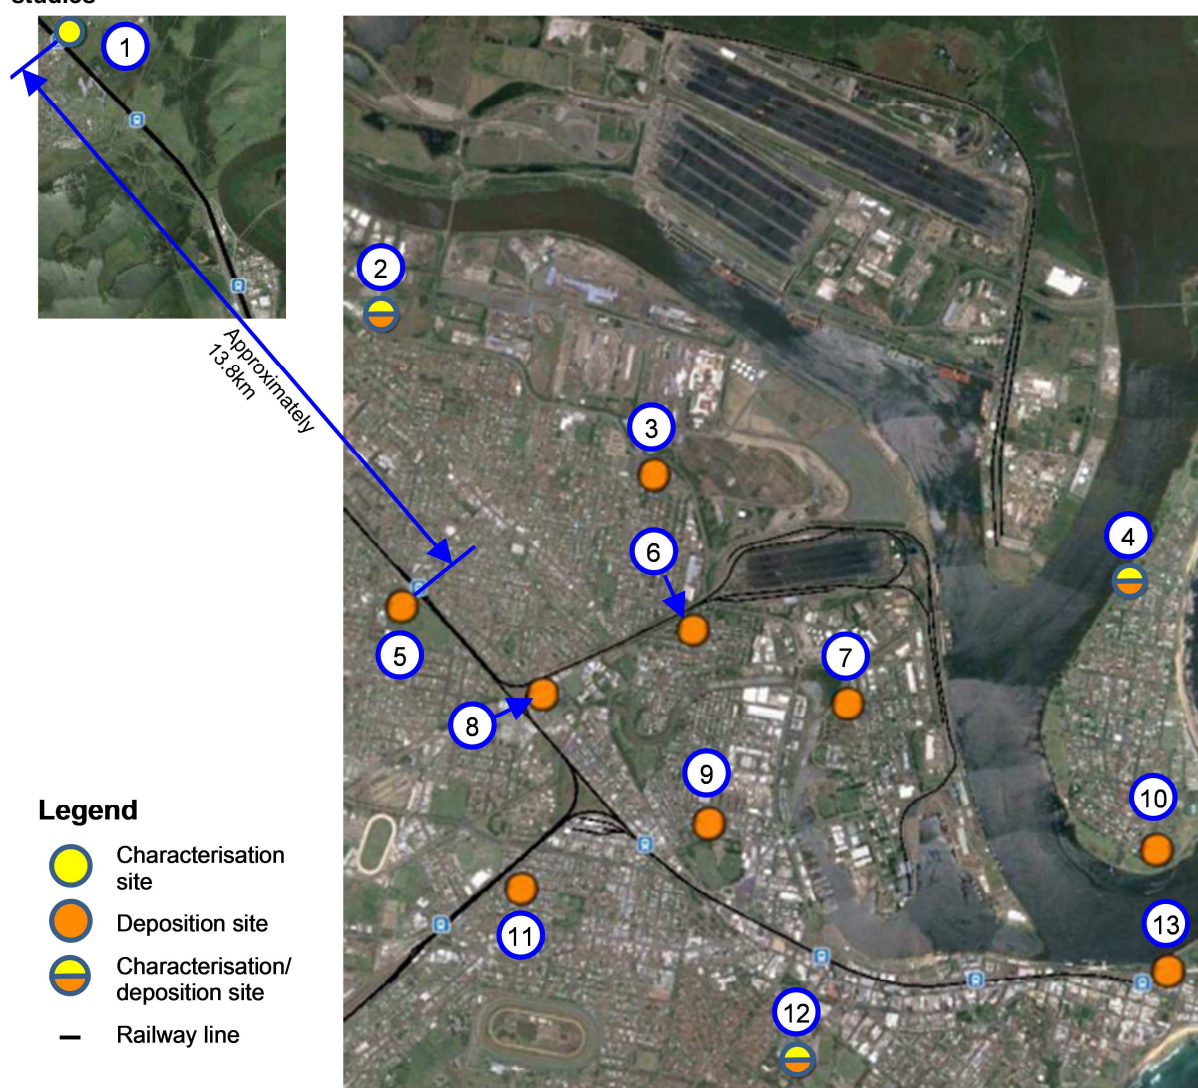 studies
1
2
Approximately
13.8km
3
4
6
5
7
8
9
10
11
13
12
Legend
Characterisation
site
Deposition site
Characterisation/
deposition site
Railway line